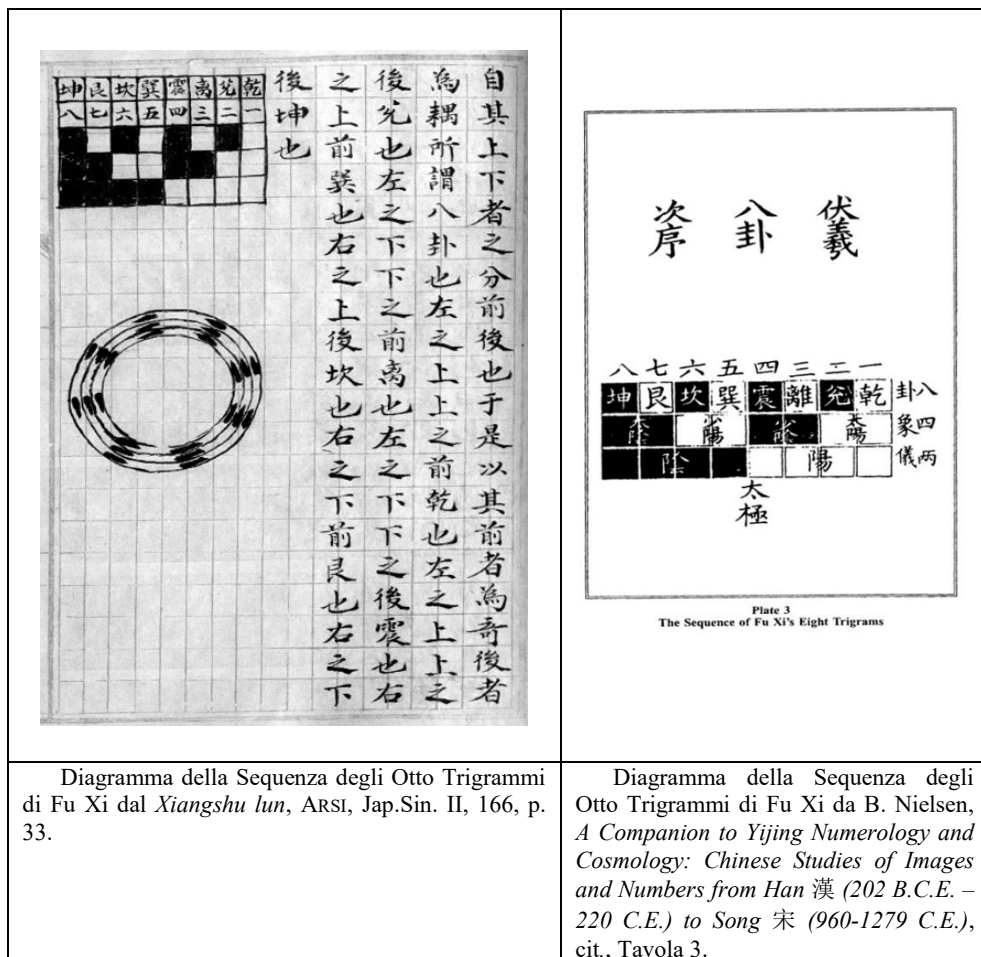 自其上下者之分前後也于是以其前者為奇後者
為耦所謂八卦也左之上上之前乾也左之上上之
後兊也左之下下之前离也左之下下之後震也右
之上前巽也右之上後坎也右之下前艮也右之下
後坤也
乾兊离震巽坎艮坤
一二三四五六七八
伏羲
八卦
次序
一二三四五六七八
八卦
乾兊離震巽坎艮坤
四象
太陽 少陰 少陽 太陰
兩儀
陽 陰
太極
Plate 3
The Sequence of Fu Xi's Eight Trigrams
Diagramma della Sequenza degli Otto Trigrammi
di Fu Xi dal Xiangshu lun, ARSI, Jap.Sin. II, 166, p.
33.
Diagramma della Sequenza degli
Otto Trigrammi di Fu Xi da B. Nielsen,
A Companion to Yijing Numerology and
Cosmology: Chinese Studies of Images
and Numbers from Han 漢 (202 B.C.E. –
220 C.E.) to Song 宋 (960-1279 C.E.),
cit., Tavola 3.